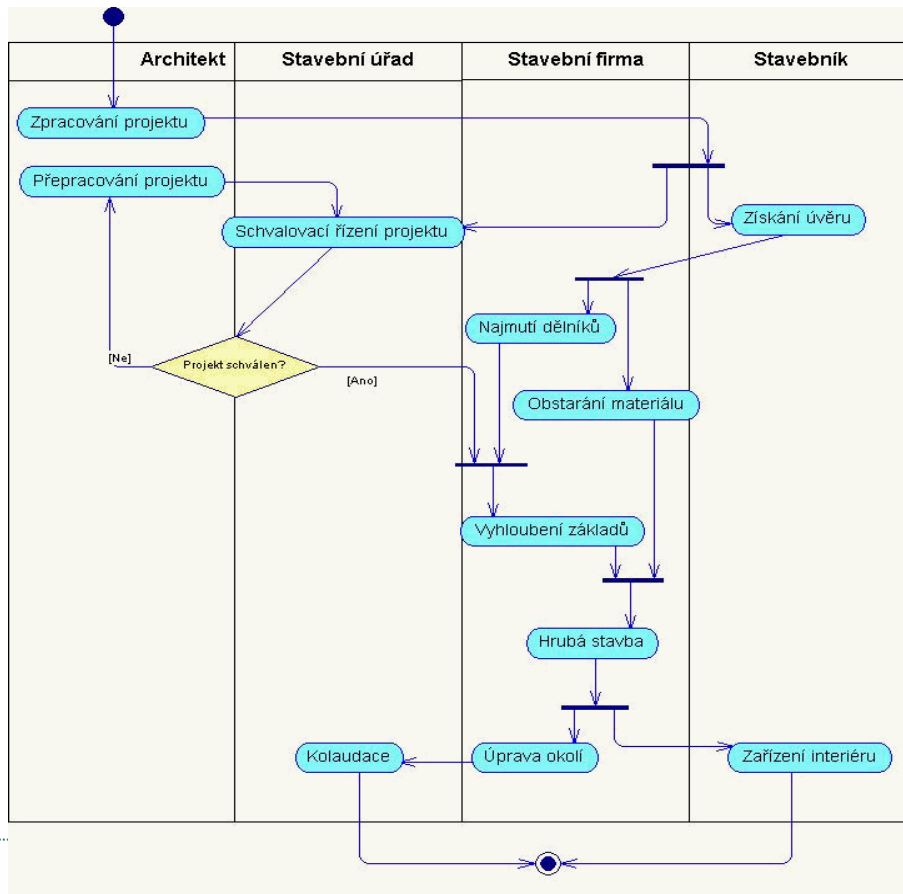 Architekt
Stavební úřad
Stavební firma
Stavebník
Zpracování projektu
Přepracování projektu
Schvalovací řízení projektu
Získání úvěru
Najmutí dělníků
[Ne]
Projekt schválen?
[Ano]
Obstarání materiálu
Vyhloubení základů
Hrubá stavba
Kolaudace
Úprava okolí
Zařízení interiéru